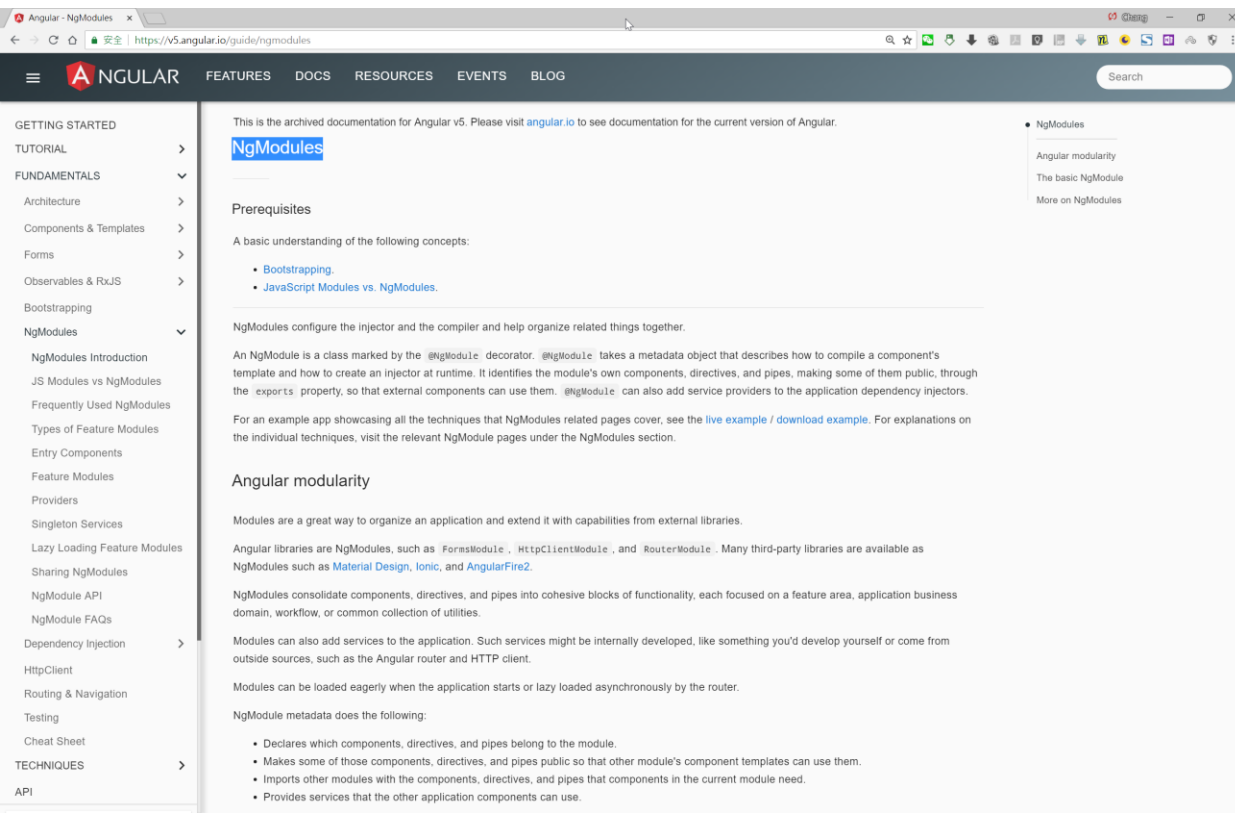 Angular - NgModules
Cheng
安全 | https://v5.angular.io/guide/ngmodules
ANGULAR
FEATURES DOCS RESOURCES EVENTS BLOG
Search
GETTING STARTED
TUTORIAL
FUNDAMENTALS
Architecture
Components & Templates
Forms
Observables & RxJS
Bootstrapping
NgModules
NgModules Introduction
JS Modules vs NgModules
Frequently Used NgModules
Types of Feature Modules
Entry Components
Feature Modules
Providers
Singleton Services
Lazy Loading Feature Modules
Sharing NgModules
NgModule API
NgModule FAQs
Dependency Injection
HttpClient
Routing & Navigation
Testing
Cheat Sheet
TECHNIQUES
API
This is the archived documentation for Angular v5. Please visit angular.io to see documentation for the current version of Angular.
NgModules
Prerequisites
A basic understanding of the following concepts:
• Bootstrapping.
• JavaScript Modules vs. NgModules.
NgModules configure the injector and the compiler and help organize related things together.
An NgModule is a class marked by the @NgModule decorator. @NgModule takes a metadata object that describes how to compile a component's
template and how to create an injector at runtime. It identifies the module's own components, directives, and pipes, making some of them public, through
the exports property, so that external components can use them. @NgModule can also add service providers to the application dependency injectors.
For an example app showcasing all the techniques that NgModules related pages cover, see the live example / download example. For explanations on
the individual techniques, visit the relevant NgModule pages under the NgModules section.
Angular modularity
Modules are a great way to organize an application and extend it with capabilities from external libraries.
Angular libraries are NgModules, such as FormsModule, HttpClientModule, and RouterModule. Many third-party libraries are available as
NgModules such as Material Design, Ionic, and AngularFire2.
NgModules consolidate components, directives, and pipes into cohesive blocks of functionality, each focused on a feature area, application business
domain, workflow, or common collection of utilities.
Modules can also add services to the application. Such services might be internally developed, like something you'd develop yourself or come from
outside sources, such as the Angular router and HTTP client.
Modules can be loaded eagerly when the application starts or lazy loaded asynchronously by the router.
NgModule metadata does the following:
• Declares which components, directives, and pipes belong to the module.
• Makes some of those components, directives, and pipes public so that other module's component templates can use them.
• Imports other modules with the components, directives, and pipes that components in the current module need.
• Provides services that the other application components can use.
NgModules
Angular modularity
The basic NgModule
More on NgModules